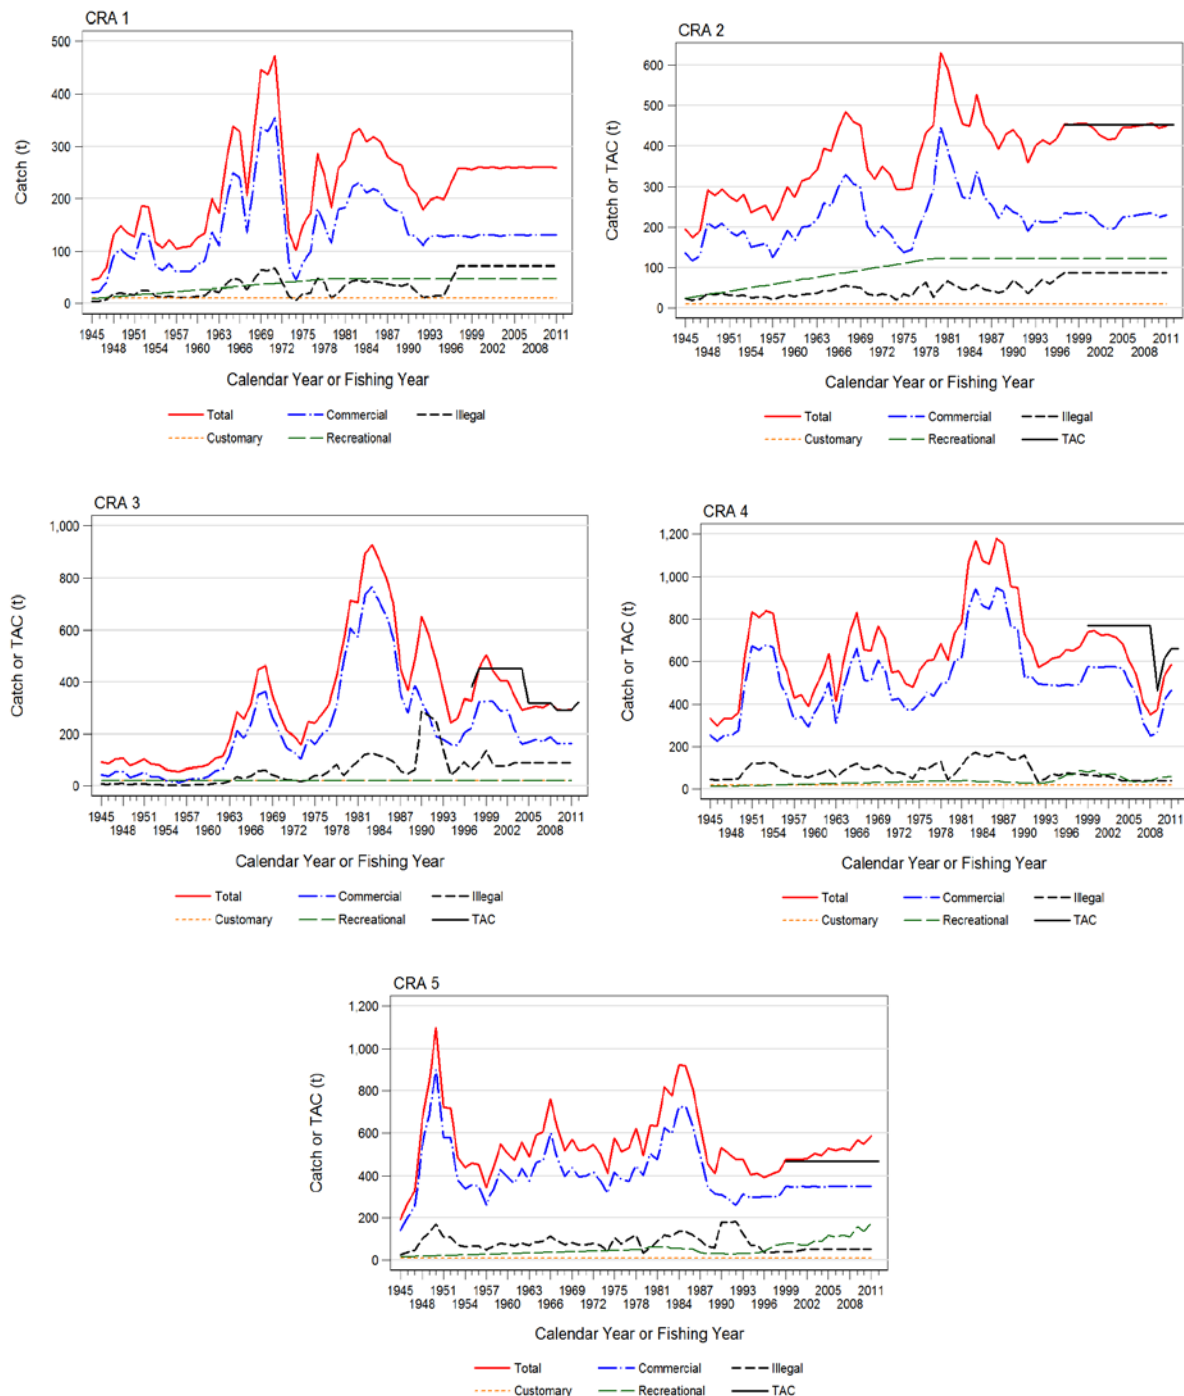 CRA 1
500
400
300
200
100
0
Catch (t)
1945 1951 1957 1963 1969 1975 1981 1987 1993 1999 2005 2011
1948 1954 1960 1966 1972 1978 1984 1990 1996 2002 2008
Calendar Year or Fishing Year
Total Commercial Illegal
Customary Recreational
CRA 2
600
500
400
300
200
100
0
Catch or TAC (t)
1945 1951 1957 1963 1969 1975 1981 1987 1993 1999 2005 2011
1948 1954 1960 1966 1972 1978 1984 1990 1996 2002 2008
Calendar Year or Fishing Year
Total Commercial Illegal
Customary Recreational TAC
CRA 3
1,000
800
600
400
200
0
Catch or TAC (t)
1945 1951 1957 1963 1969 1975 1981 1987 1993 1999 2005 2011
1948 1954 1960 1966 1972 1978 1984 1990 1996 2002 2008
Calendar Year or Fishing Year
Total Commercial Illegal
Customary Recreational TAC
CRA 4
1,200
1,000
800
600
400
200
0
Catch or TAC (t)
1945 1951 1957 1963 1969 1975 1981 1987 1993 1999 2005 2011
1948 1954 1960 1966 1972 1978 1984 1990 1996 2002 2008
Calendar Year or Fishing Year
Total Commercial Illegal
Customary Recreational TAC
CRA 5
1,200
1,000
800
600
400
200
0
Catch or TAC (t)
1945 1951 1957 1963 1969 1975 1981 1987 1993 1999 2005 2011
1948 1954 1960 1966 1972 1978 1984 1990 1996 2002 2008
Calendar Year or Fishing Year
Total Commercial Illegal
Customary Recreational TAC